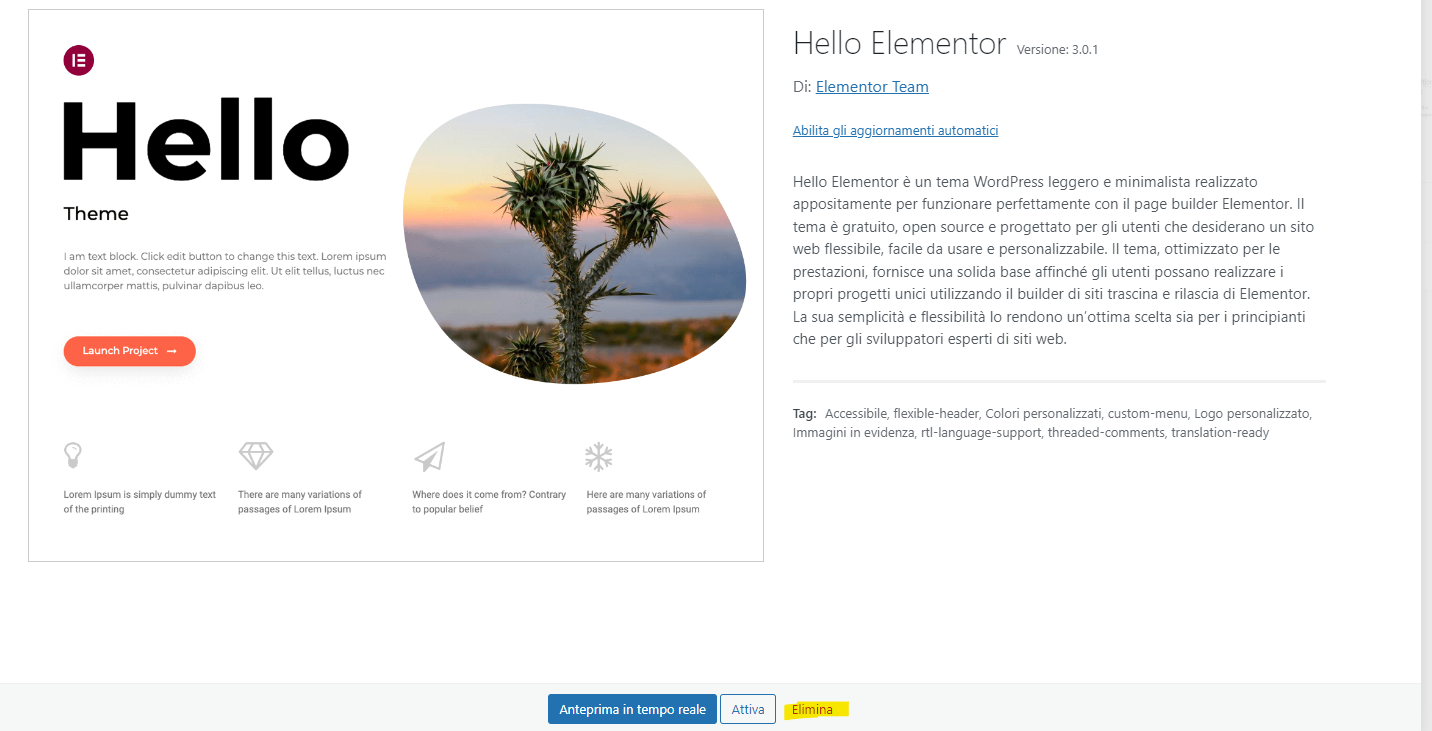 Hello
Theme
I am text block. Click edit button to change this text. Lorem ipsum
dolor sit amet, consectetur adipiscing elit. Ut elit tellus, luctus nec
ullamcorper mattis, pulvinar dapibus leo.
Launch Project →
Lorem Ipsum is simply dummy text
of the printing
There are many variations of
passages of Lorem Ipsum
Where does it come from? Contrary
to popular belief
Here are many variations of
passages of Lorem Ipsum
Hello Elementor Versione: 3.0.1
Di: Elementor Team
Abilita gli aggiornamenti automatici
Hello Elementor è un tema WordPress leggero e minimalista realizzato
appositamente per funzionare perfettamente con il page builder Elementor. Il
tema è gratuito, open source e progettato per gli utenti che desiderano un sito
web flessibile, facile da usare e personalizzabile. Il tema, ottimizzato per le
prestazioni, fornisce una solida base affinché gli utenti possano realizzare i
propri progetti unici utilizzando il builder di siti trascina e rilascia di Elementor.
La sua semplicità e flessibilità lo rendono un’ottima scelta sia per i principianti
che per gli sviluppatori esperti di siti web.
Tag: Accessibile, flexible-header, Colori personalizzati, custom-menu, Logo personalizzato,
Immagini in evidenza, rtl-language-support, threaded-comments, translation-ready
Anteprima in tempo reale Attiva Elimina